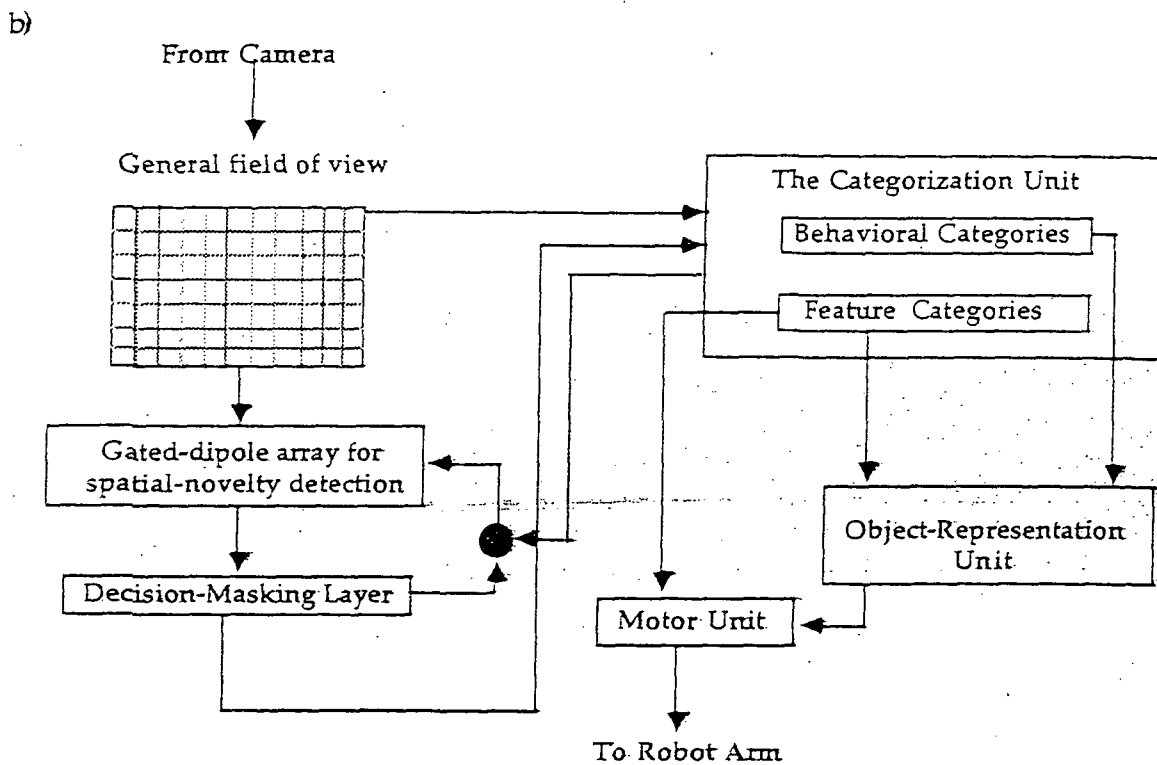 b)
From Camera
General field of view
The Categorization Unit
Behavioral Categories
Feature Categories
Gated-dipole array for
spatial-novelty detection
Object-Representation
Unit
Decision-Masking Layer
Motor Unit
To Robot Arm